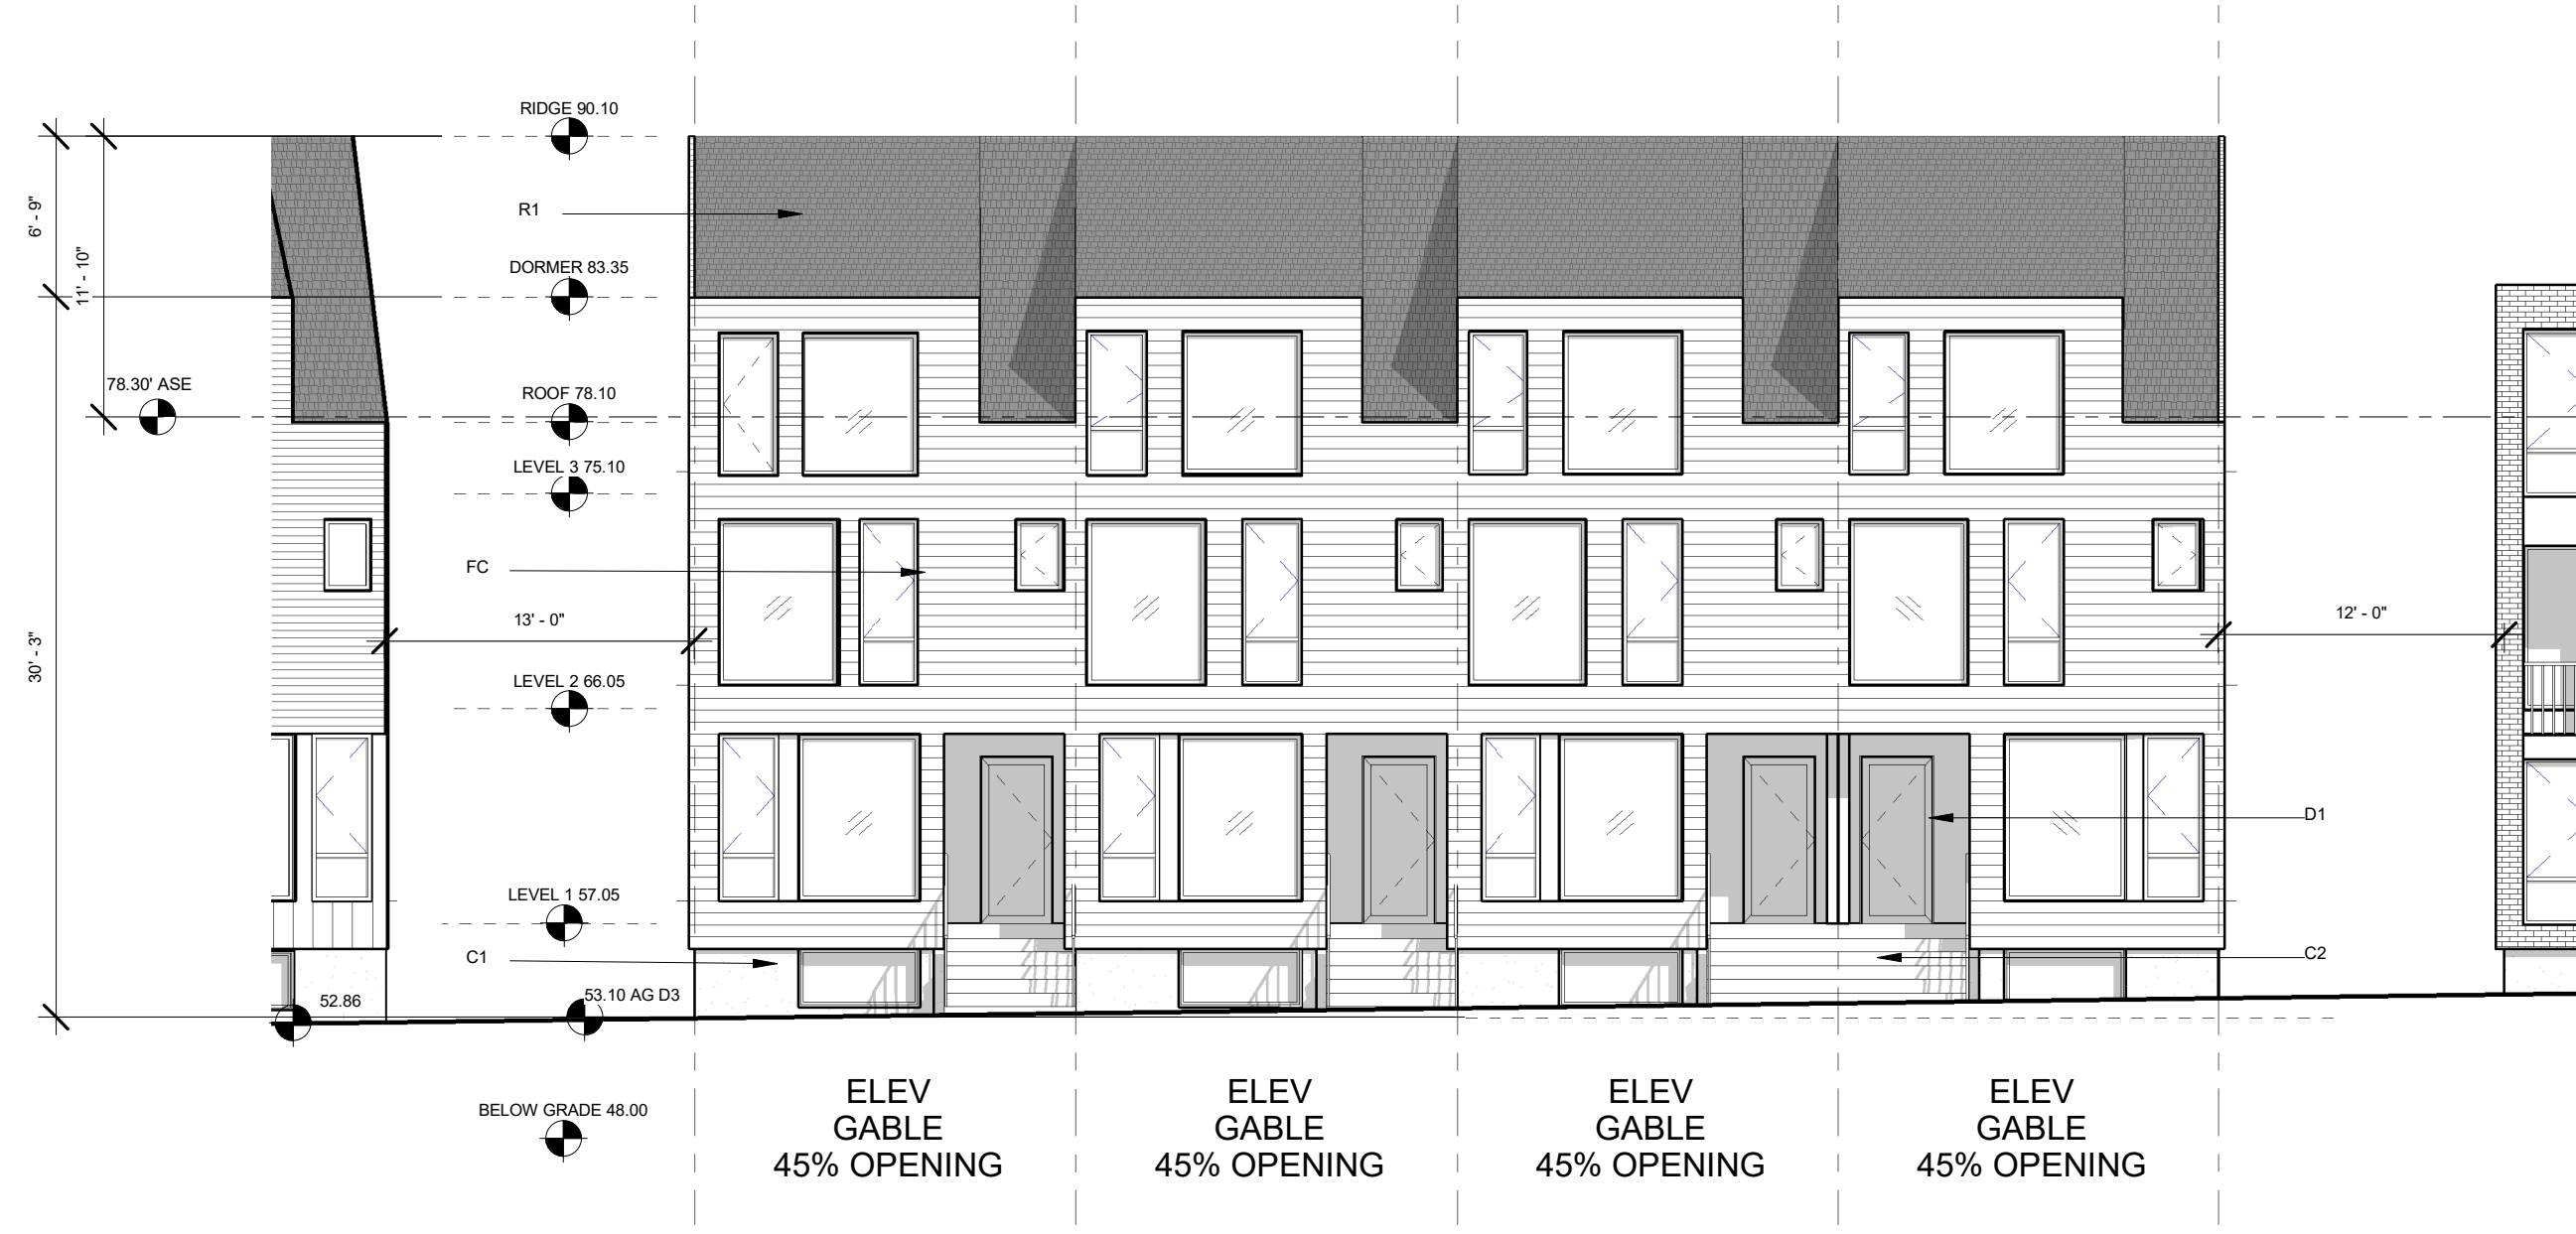 RIDGE 90.10
6' - 9"
R1
11' - 10"
DORMER 83.35
78.30' ASE
ROOF 78.10
LEVEL 3 75.10
FC
13' - 0"
12' - 0"
30' - 3"
LEVEL 2 66.05
D1
LEVEL 1 57.05
C1
C2
52.86
53.10 AG D3
BELOW GRADE 48.00
ELEV
GABLE
45% OPENING
ELEV
GABLE
45% OPENING
ELEV
GABLE
45% OPENING
ELEV
GABLE
45% OPENING